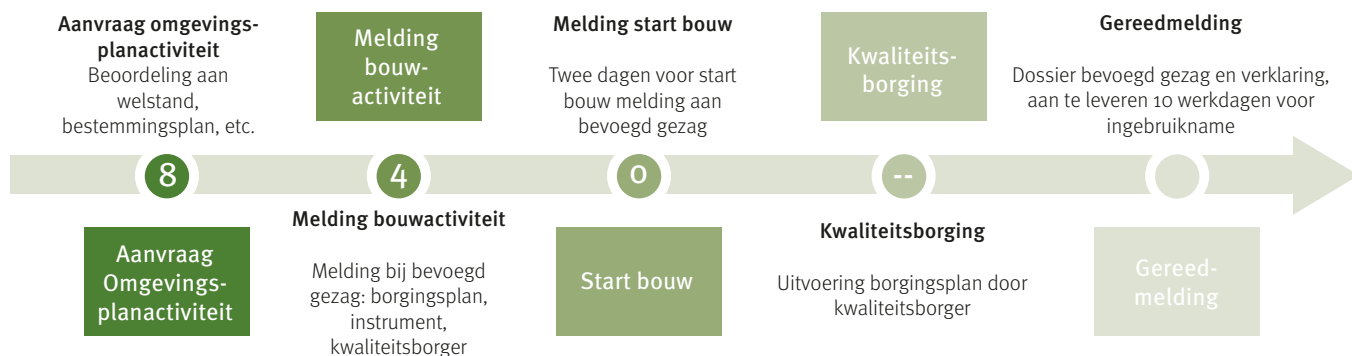 Aanvraag omgevings-
planactiviteit
Beoordeling aan
welstand,
bestemmingsplan, etc.
Melding
bouw-
activiteit
Melding start bouw
Twee dagen voor start
bouw melding aan
bevoegd gezag
Kwaliteits-
borging
Gereedmelding
Dossier bevoegd gezag en verklaring,
aan te leveren 10 werkdagen voor
ingebruikname
8
4
0
--
Aanvraag
Omgevings-
planactiviteit
Melding bouwactiviteit
Melding bij bevoegd
gezag: borgingsplan,
instrument,
kwaliteitsborger
Start bouw
Kwaliteitsborging
Uitvoering borgingsplan door
kwaliteitsborger
Gereed-
melding